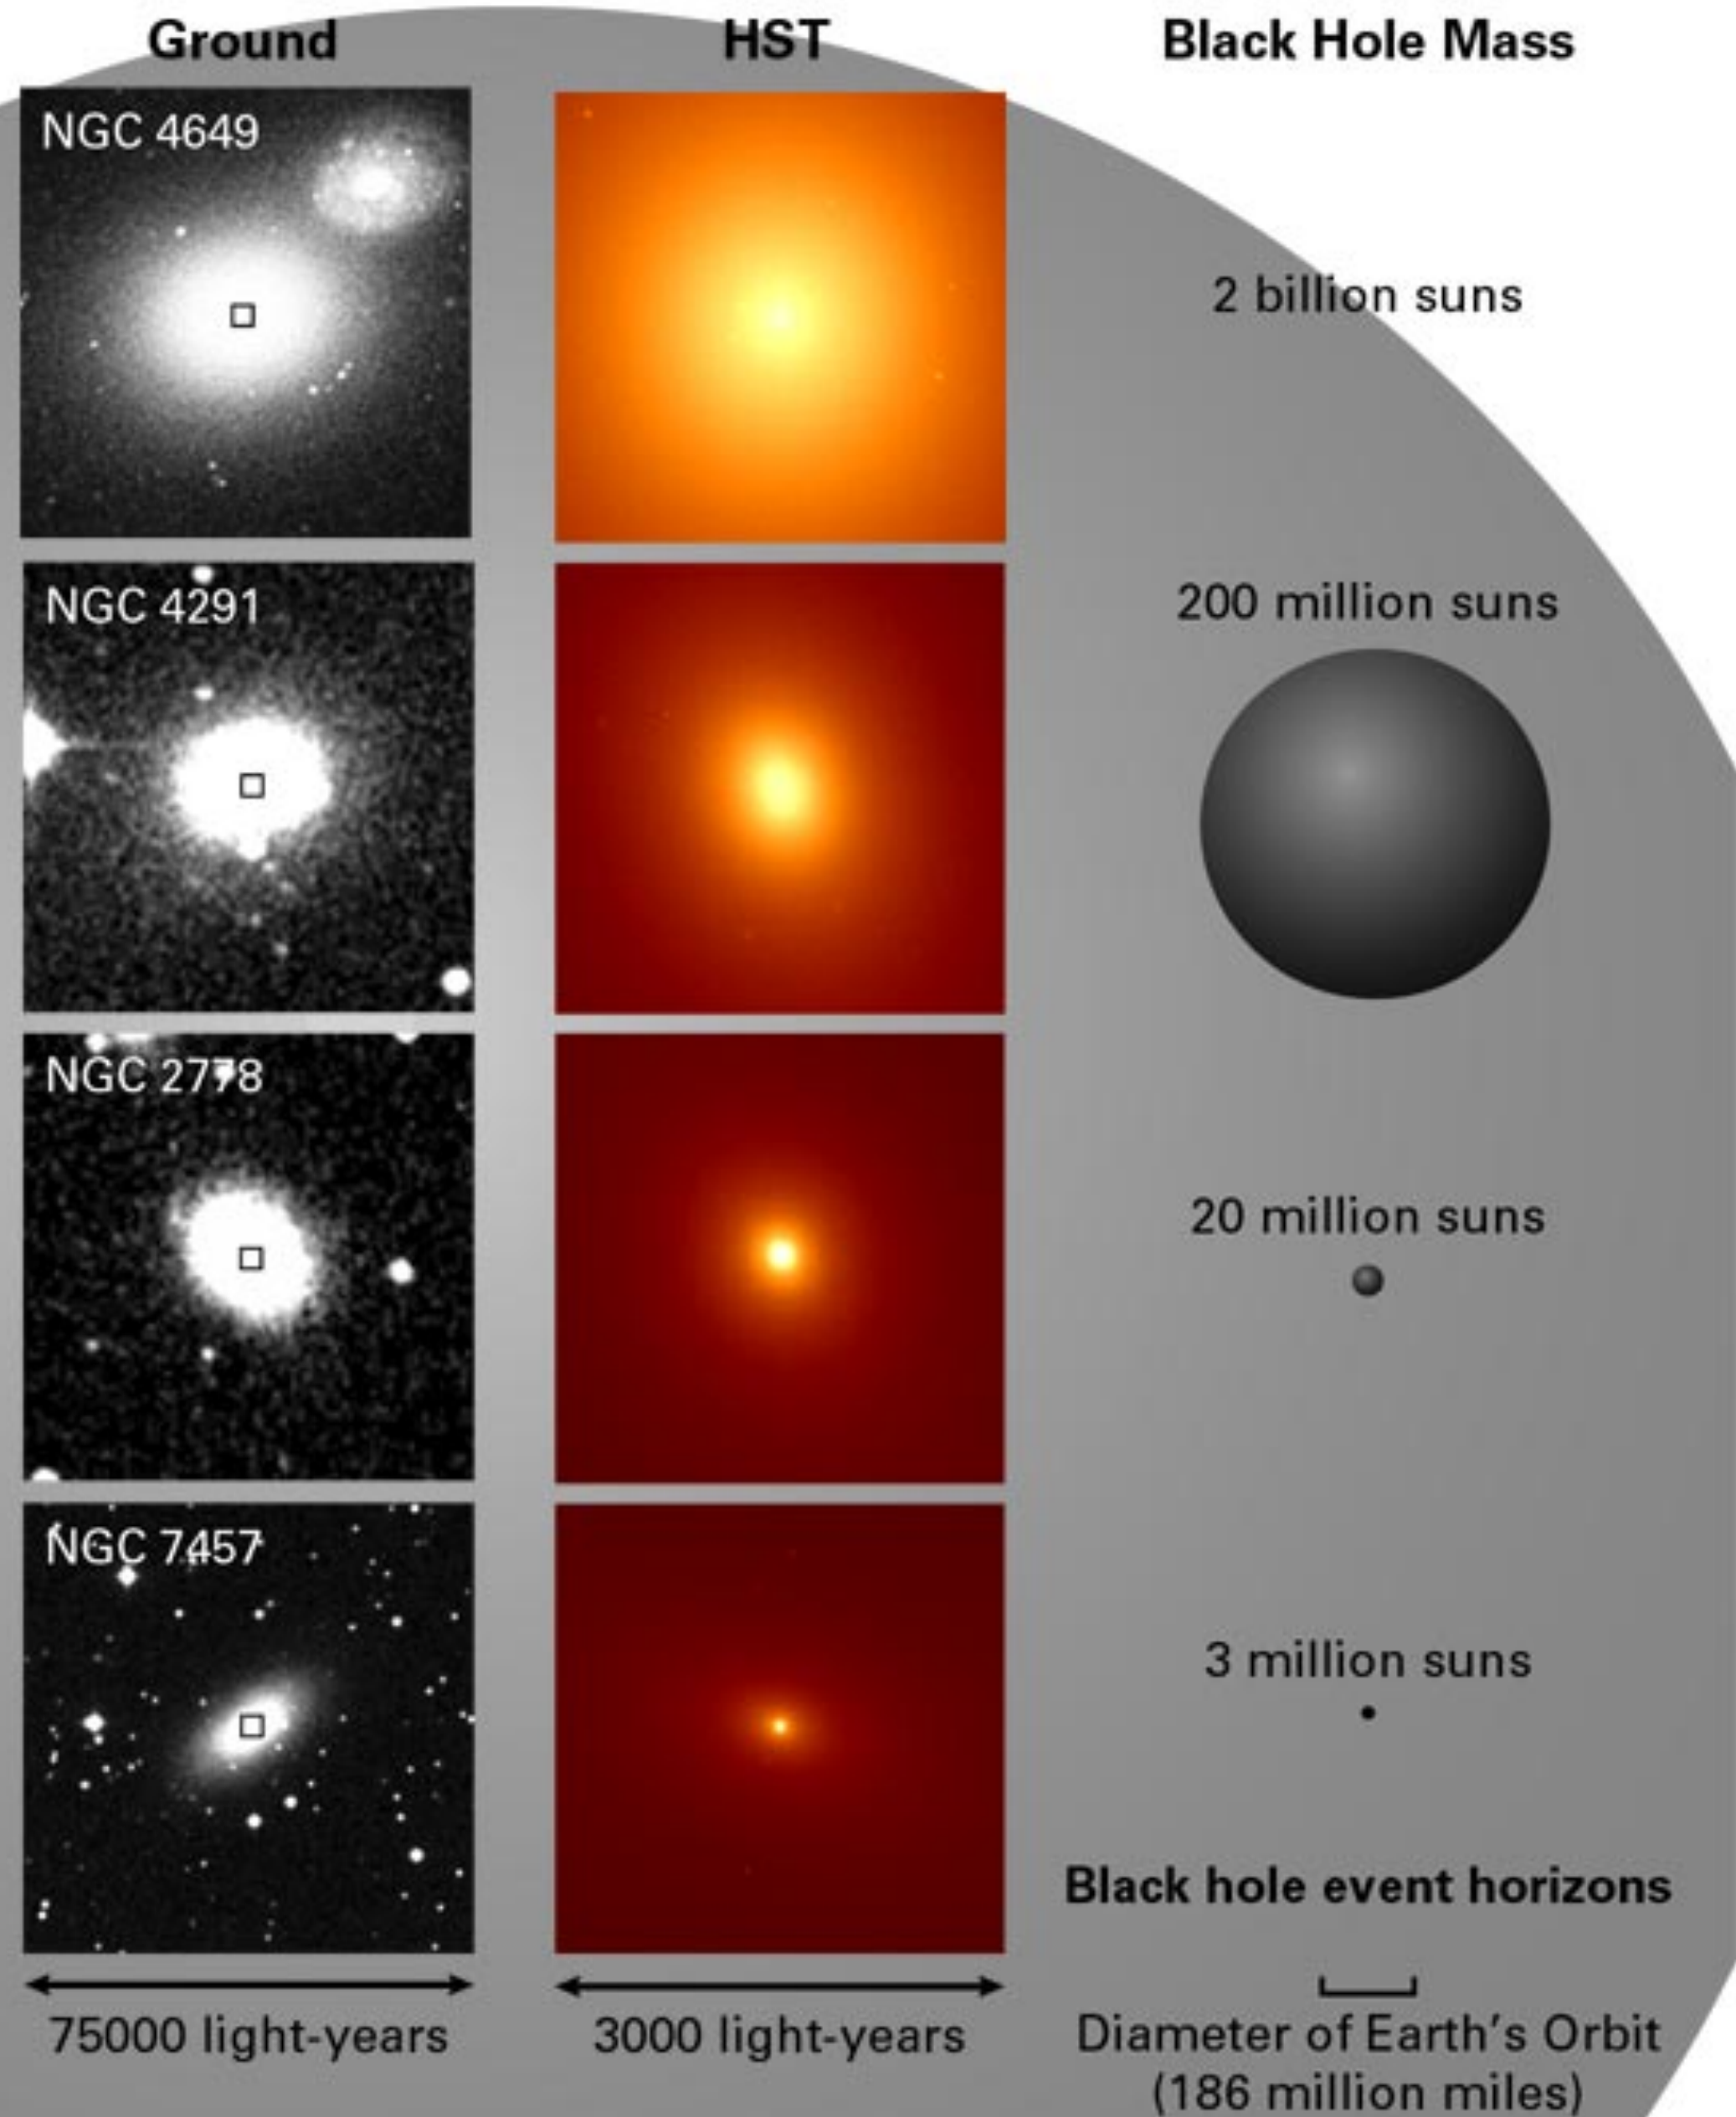 Ground
HST
Black Hole Mass
NGC 4649
2 billion suns
NGC 4291
200 million suns
NGC 2778
20 million suns
NGC 7457
3 million suns
Black hole event horizons
75000 light-years
3000 light-years
Diameter of Earth's Orbit
(186 million miles)